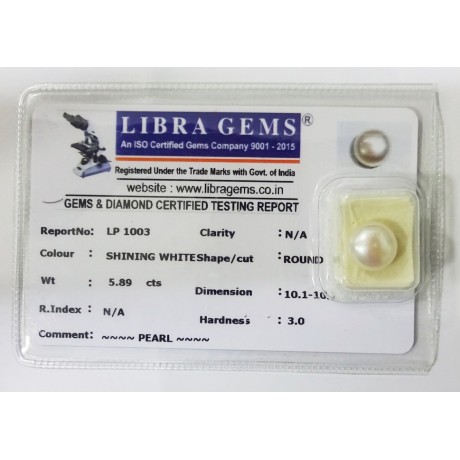 LIBRA GEMS®
An ISO Certified Gems Company 9001 - 2015
Registered Under the Trade Marks with Govt. of India
website : www.libragems.co.in
GEMS & DIAMOND CERTIFIED TESTING REPORT
ReportNo: LP 1003 Clarity : N/A
Colour : SHINING WHITE Shape/cut : ROUND
Wt : 5.89 cts Dimension : 10.1-10.
R.Index : N/A Hardness : 3.0
Comment: ~~~~ PEARL ~~~~